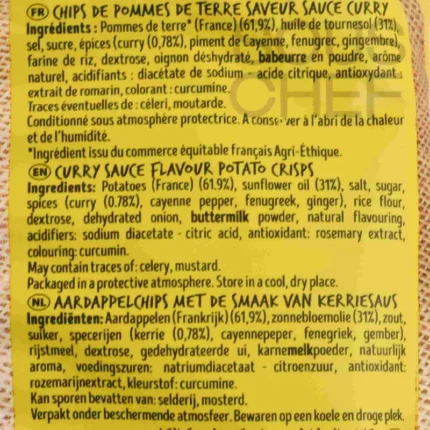 FR CHIPS DE POMMES DE TERRE SAVEUR SAUCE CURRY
Ingrédients : Pommes de terre* (France) (61,9%), huile de tournesol (31%),
sel, sucre, épices (curry (0,78%), piment de Cayenne, fenugrec, gingembre),
farine de riz, dextrose, oignon déshydraté, babeurre en poudre, arôme
naturel, acidifiants : diacétate de sodium - acide citrique, antioxydant :
extrait de romarin, colorant : curcumine.
Traces éventuelles de : céleri, moutarde.
Conditionné sous atmosphère protectrice. A conserver à l'abri de la chaleur
et de l'humidité.
*Ingrédient issu du commerce équitable français Agri-Éthique.
EN CURRY SAUCE FLAVOUR POTATO CRISPS
Ingredients: Potatoes (France) (61.9%), sunflower oil (31%), salt, sugar,
spices (curry (0.78%), cayenne pepper, fenugreek, ginger), rice flour,
dextrose, dehydrated onion, buttermilk powder, natural flavouring,
acidifiers: sodium diacetate - citric acid, antioxidant: rosemary extract,
colouring: curcumin.
May contain traces of: celery, mustard.
Packaged in a protective atmosphere. Store in a cool, dry place.
NL AARDAPPELCHIPS MET DE SMAAK VAN KERRIESAUS
Ingrediënten: Aardappelen (Frankrijk) (61,9%), zonnebloemolie (31%), zout,
suiker, specerijen (kerrie (0,78%), cayennepeper, fenegriek, gember),
rijstmeel, dextrose, gedehydrateerde ui, karnemelkpoeder, natuurlijk
aroma, voedingszuren: natriumdiacetaat - citroenzuur, antioxidant:
rozemarijnextract, kleurstof: curcumine.
Kan sporen bevatten van: selderij, mosterd.
Verpakt onder beschermende atmosfeer. Bewaren op een koele en droge plek.